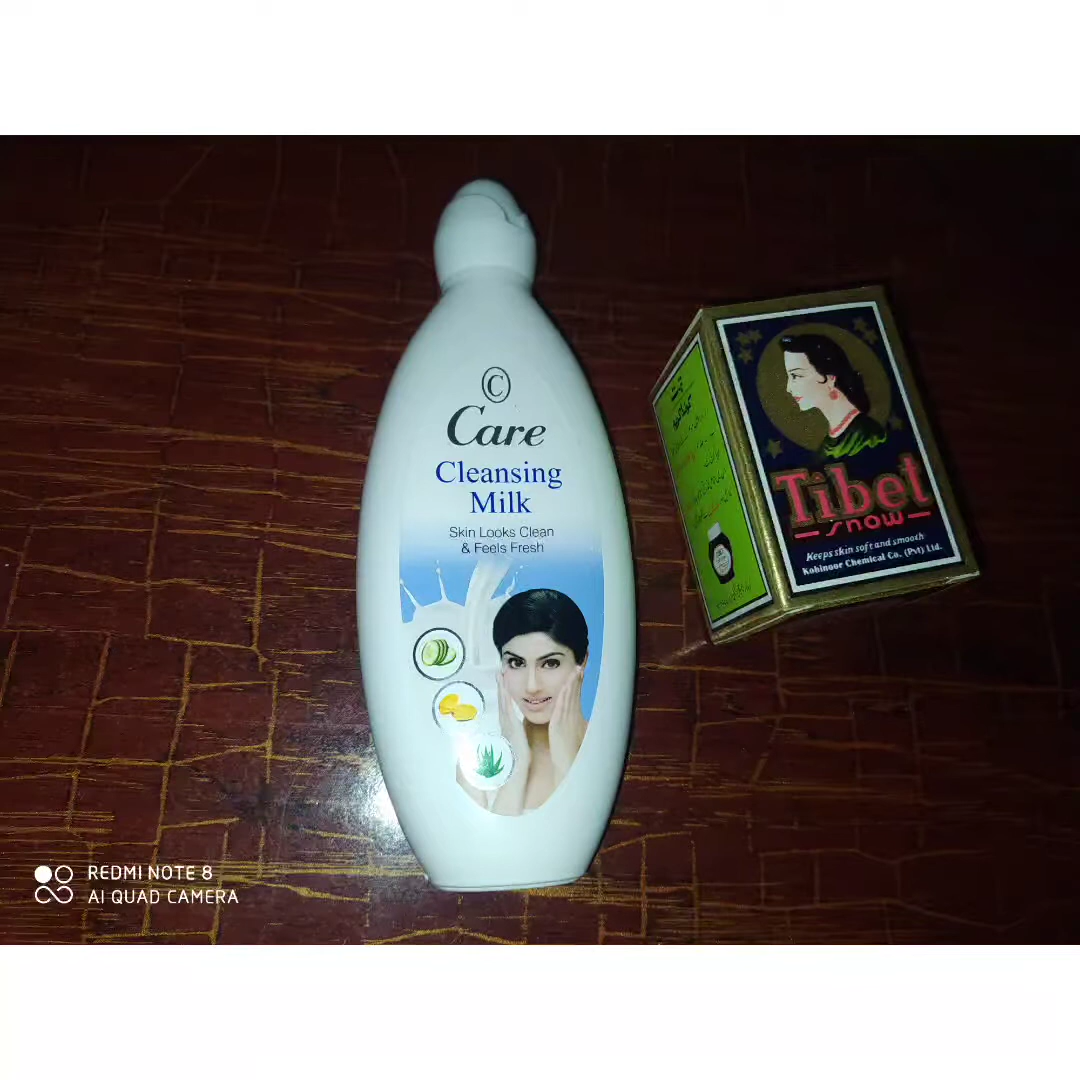 C
Care
Cleansing
Milk
Skin Looks Clean
& Feels Fresh
Tibet
Snow
Keeps skin soft and smooth
Kohinoor Chemical Co. (Pvt) Ltd.
REDMI NOTE 8
AI QUAD CAMERA